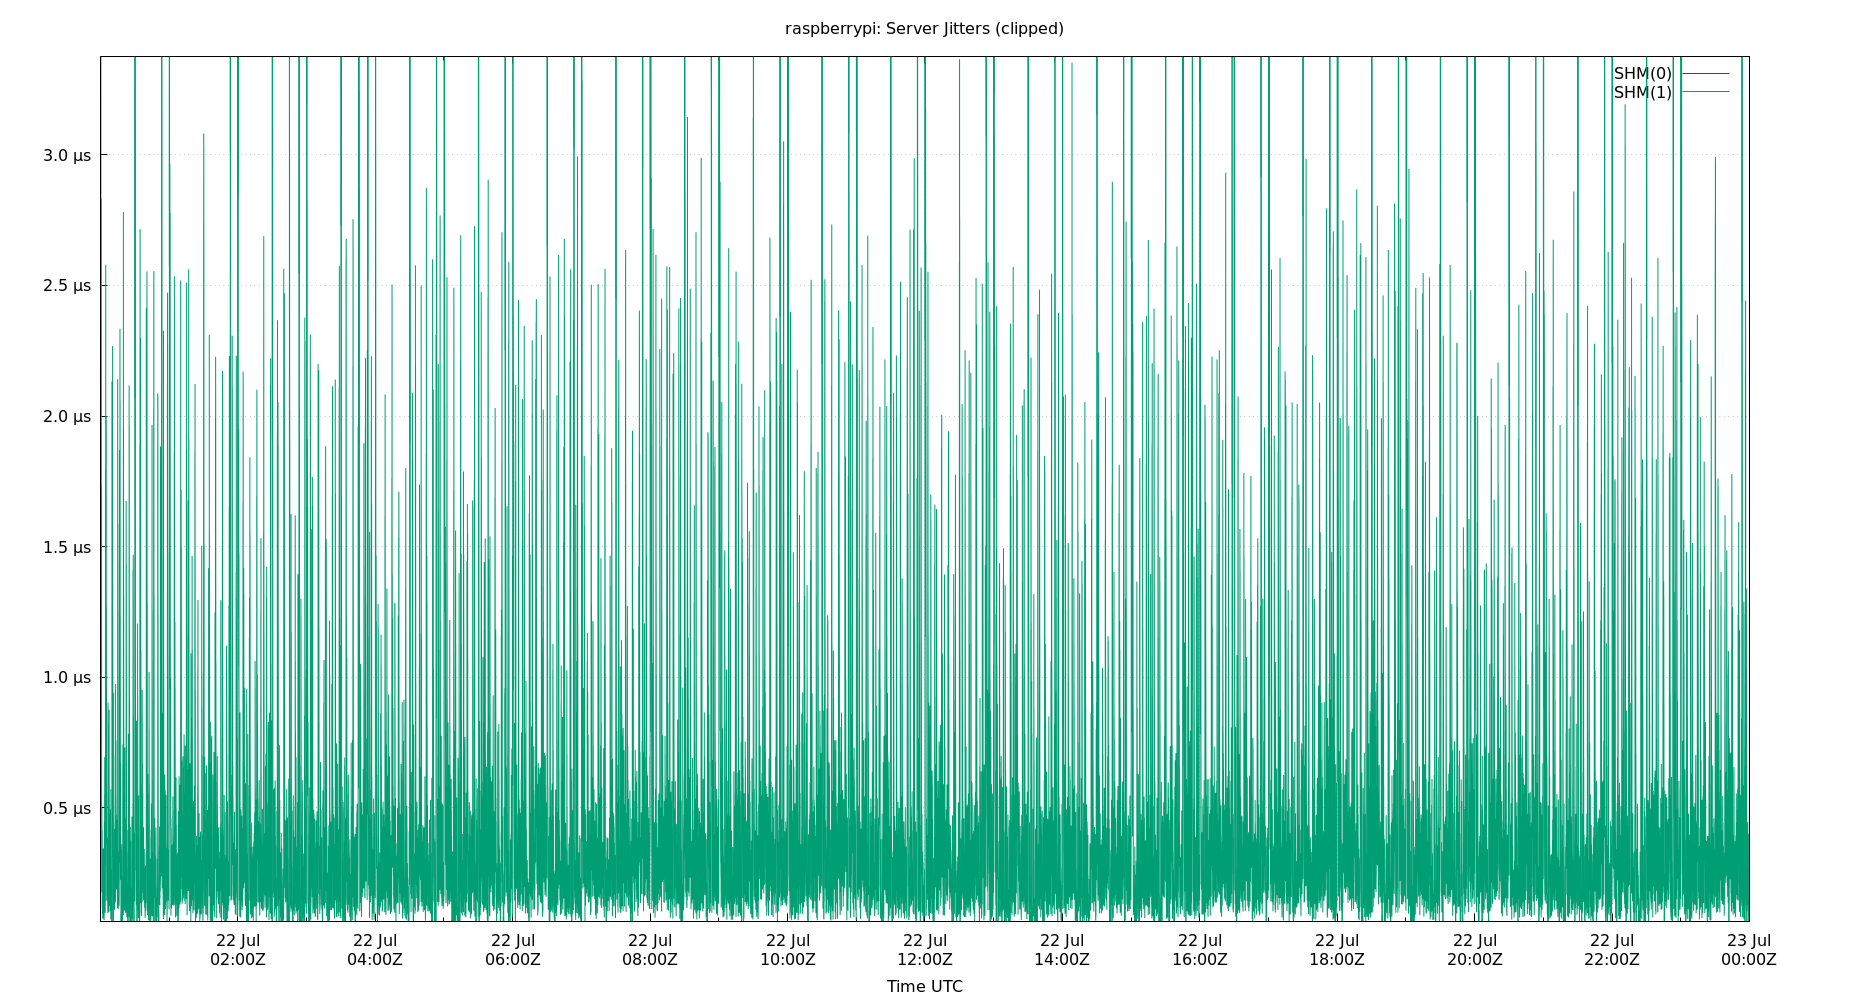 raspberrypi: Server Jitters (clipped)
SHM(0)
SHM(1)
3.0 µs
2.5 µs
2.0 µs
1.5 µs
1.0 µs
0.5 µs
22 Jul 22 Jul 22 Jul 22 Jul 22 Jul 22 Jul 22 Jul 22 Jul 22 Jul 22 Jul 22 Jul 23 Jul
02:00Z 04:00Z 06:00Z 08:00Z 10:00Z 12:00Z 14:00Z 16:00Z 18:00Z 20:00Z 22:00Z 00:00Z
Time UTC